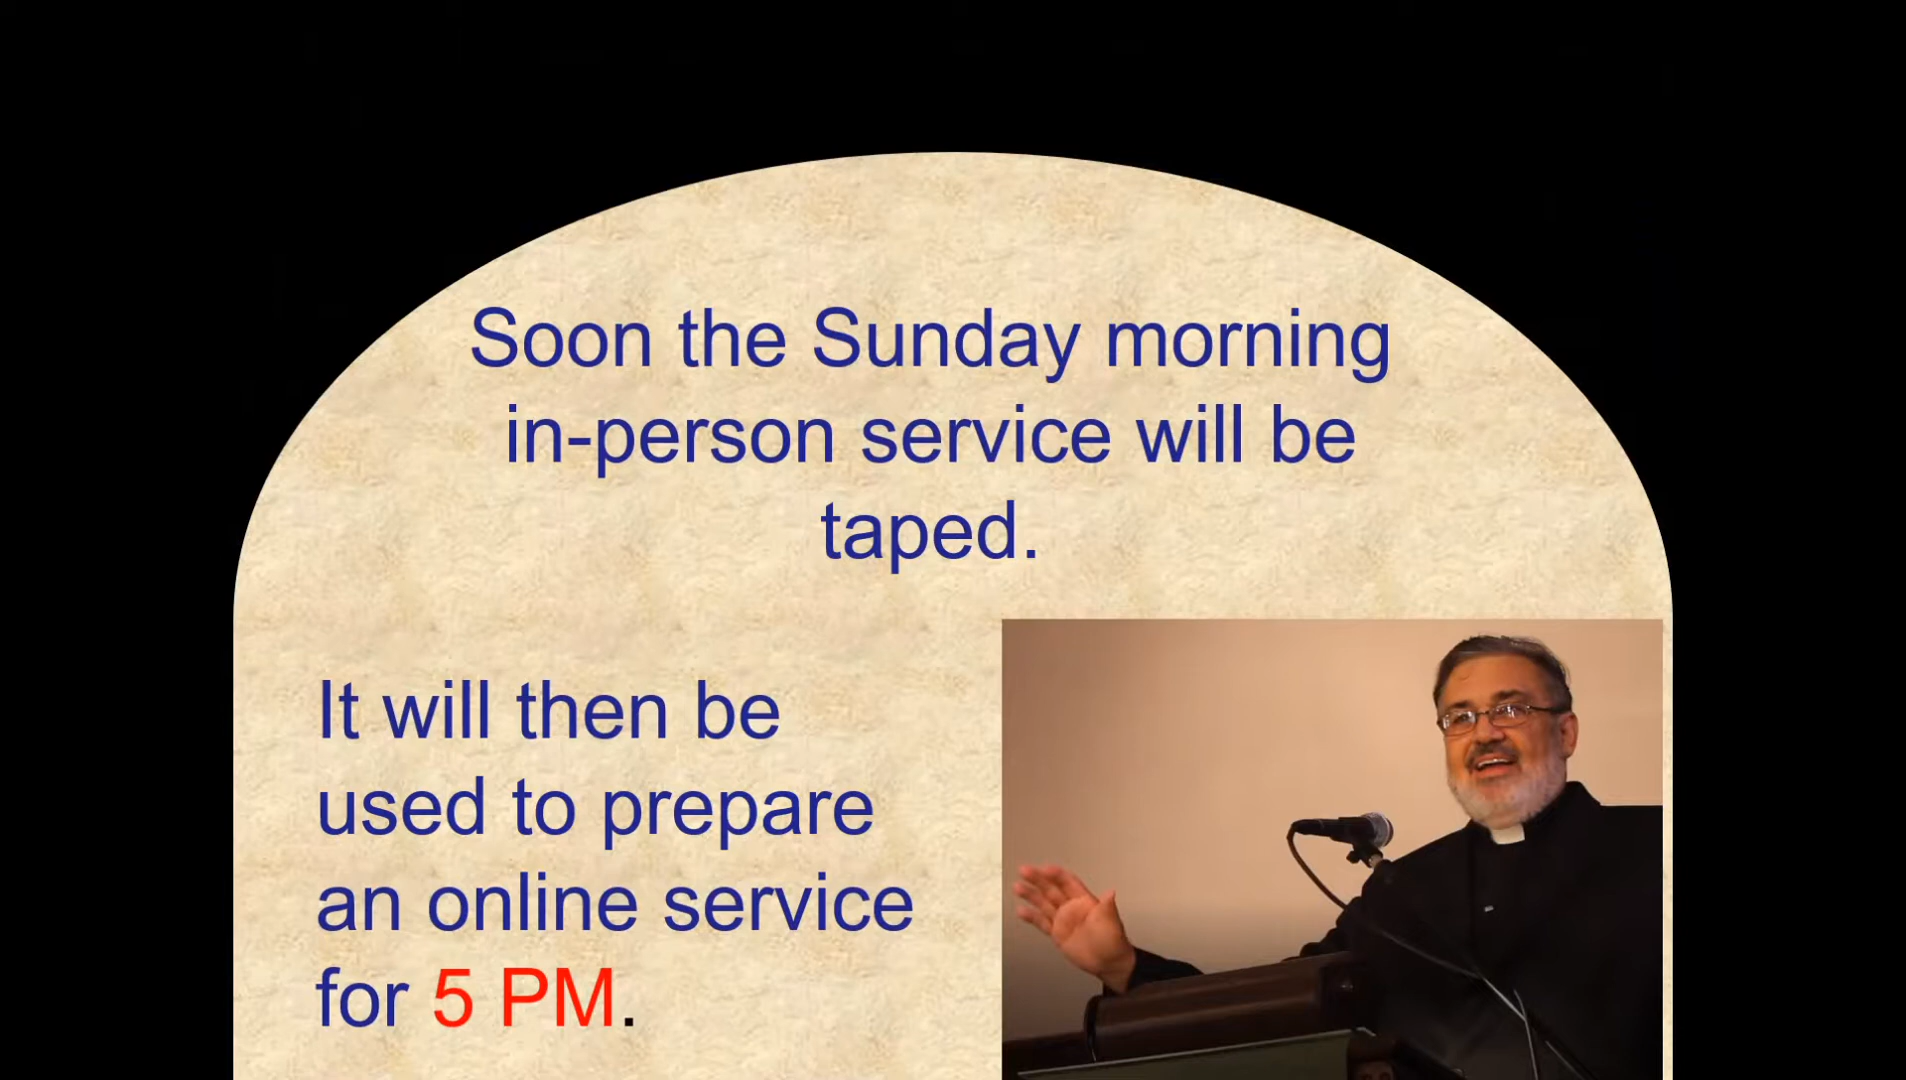 Soon the Sunday morning
in-person service will be
taped.
It will then be
used to prepare
an online service
for 5 PM.